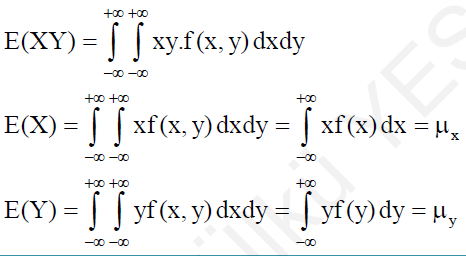 E(XY) = ∫_{−∞}^{+∞} ∫_{−∞}^{+∞} xy.f(x, y) dxdy
E(X) = ∫_{−∞}^{+∞} ∫_{−∞}^{+∞} xf(x, y) dxdy = ∫_{−∞}^{+∞} xf(x) dx = μ_x
E(Y) = ∫_{−∞}^{+∞} ∫_{−∞}^{+∞} yf(x, y) dxdy = ∫_{−∞}^{+∞} yf(y) dy = μ_y